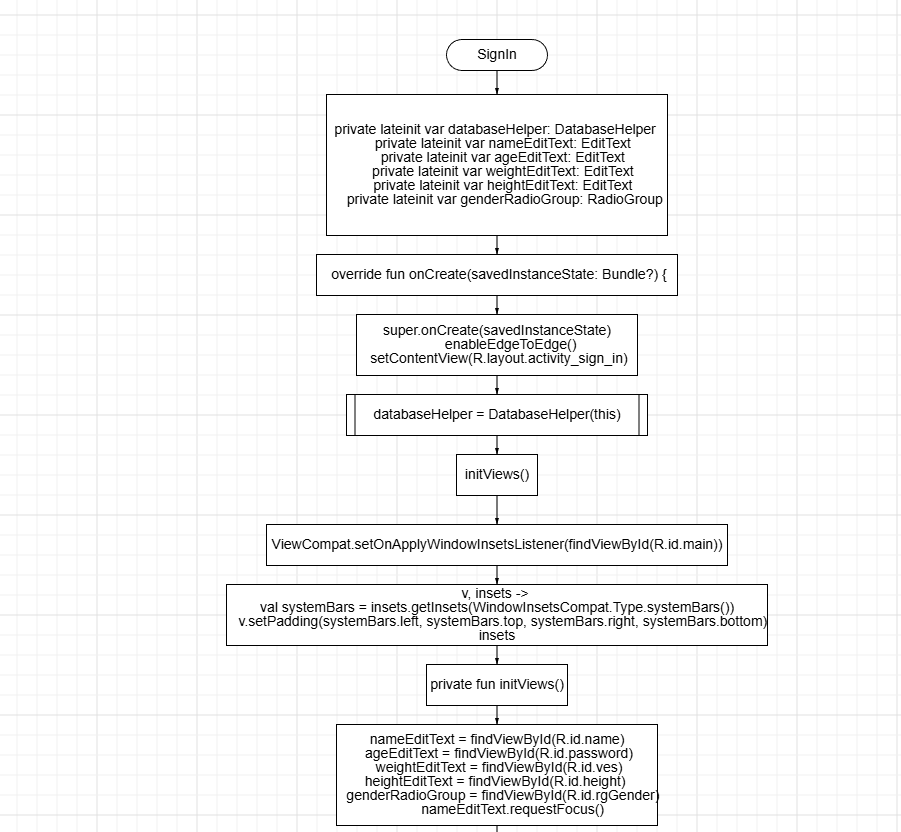 SignIn
private lateinit var databaseHelper: DatabaseHelper
private lateinit var nameEditText: EditText
private lateinit var ageEditText: EditText
private lateinit var weightEditText: EditText
private lateinit var heightEditText: EditText
private lateinit var genderRadioGroup: RadioGroup
override fun onCreate(savedInstanceState: Bundle?) {
super.onCreate(savedInstanceState)
enableEdgeToEdge()
setContentView(R.layout.activity_sign_in)
databaseHelper = DatabaseHelper(this)
initViews()
ViewCompat.setOnApplyWindowInsetsListener(findViewById(R.id.main))
v, insets ->
val systemBars = insets.getInsets(WindowInsetsCompat.Type.systemBars())
v.setPadding(systemBars.left, systemBars.top, systemBars.right, systemBars.bottom)
insets
private fun initViews()
nameEditText = findViewById(R.id.name)
ageEditText = findViewById(R.id.password)
weightEditText = findViewById(R.id.ves)
heightEditText = findViewById(R.id.height)
genderRadioGroup = findViewById(R.id.rgGender)
nameEditText.requestFocus()